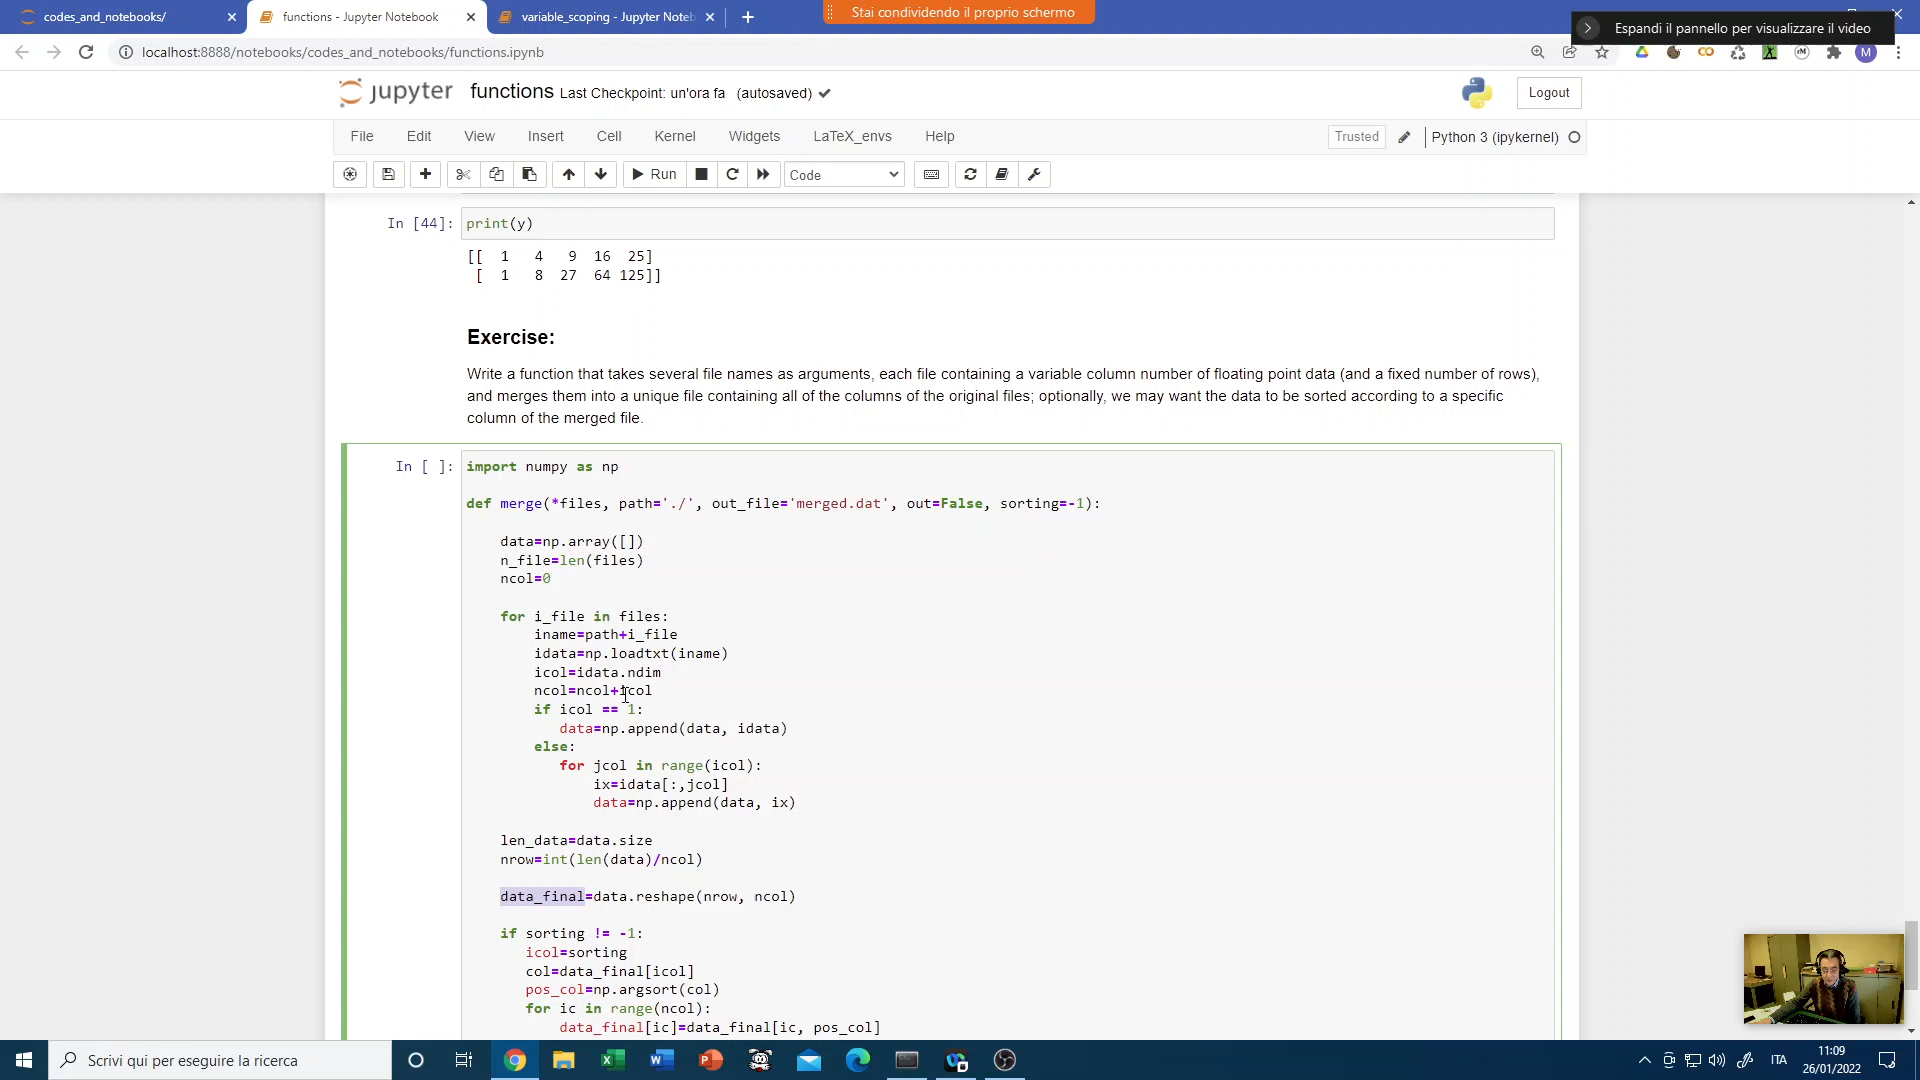 codes_and_notebooks/
functions - Jupyter Notebook
variable_scoping - Jupyter Noteb
Stai condividendo il proprio schermo
Espandi il pannello per visualizzare il video
localhost:8888/notebooks/codes_and_notebooks/functions.ipynb
M
jupyter functions Last Checkpoint: un'ora fa (autosaved)
Logout
File Edit View Insert Cell Kernel Widgets LaTeX_envs Help
Trusted
Python 3 (ipykernel)
Run
Code
In [44]: print(y)
[[  1   4   9  16  25]
[  1   8  27  64 125]]
Exercise:
Write a function that takes several file names as arguments, each file containing a variable column number of floating point data (and a fixed number of rows),
and merges them into a unique file containing all of the columns of the original files; optionally, we may want the data to be sorted according to a specific
column of the merged file.
In [ ]: import numpy as np
def merge(*files, path='./', out_file='merged.dat', out=False, sorting=-1):
data=np.array([])
n_file=len(files)
ncol=0
for i_file in files:
iname=path+i_file
idata=np.loadtxt(iname)
icol=idata.ndim
ncol=ncol+icol
if icol == 1:
data=np.append(data, idata)
else:
for jcol in range(icol):
ix=idata[:,jcol]
data=np.append(data, ix)
len_data=data.size
nrow=int(len(data)/ncol)
data_final=data.reshape(nrow, ncol)
if sorting != -1:
icol=sorting
col=data_final[icol]
pos_col=np.argsort(col)
for ic in range(ncol):
data_final[ic]=data_final[ic, pos_col]
Scrivi qui per eseguire la ricerca
ITA
11:09
26/01/2022